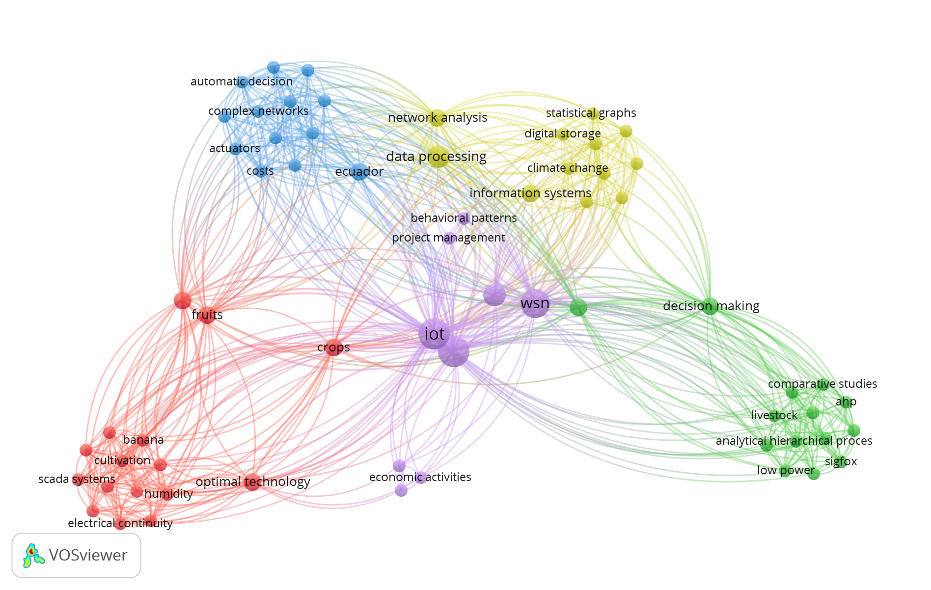 automatic decision
complex networks
network analysis
statistical graphs
digital storage
actuators
data processing
costs
ecuador
climate change
information systems
behavioral patterns
project management
wsn
decision making
fruits
iot
crops
comparative studies
ahp
livestock
banana
analytical hierarchical proces
cultivation
sigfox
low power
scada systems
optimal technology
economic activities
humidity
electrical continuity
VOSviewer